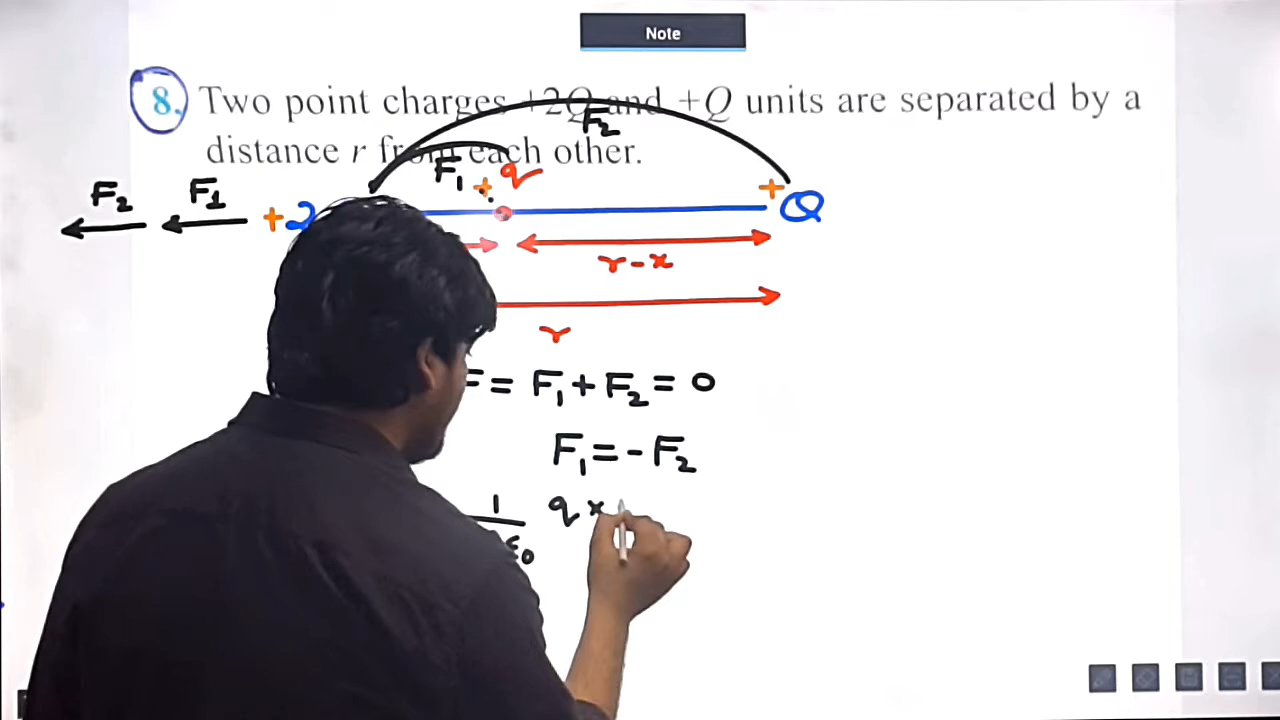 Note
8. Two point charges +2Q and +Q units are separated by a
distance r from each other.
F₂
F₁ + q
F₂ F₁ +2 + Q
r-x
r
F = F₁ + F₂ = 0
F₁ = - F₂
1 q ×
ε₀